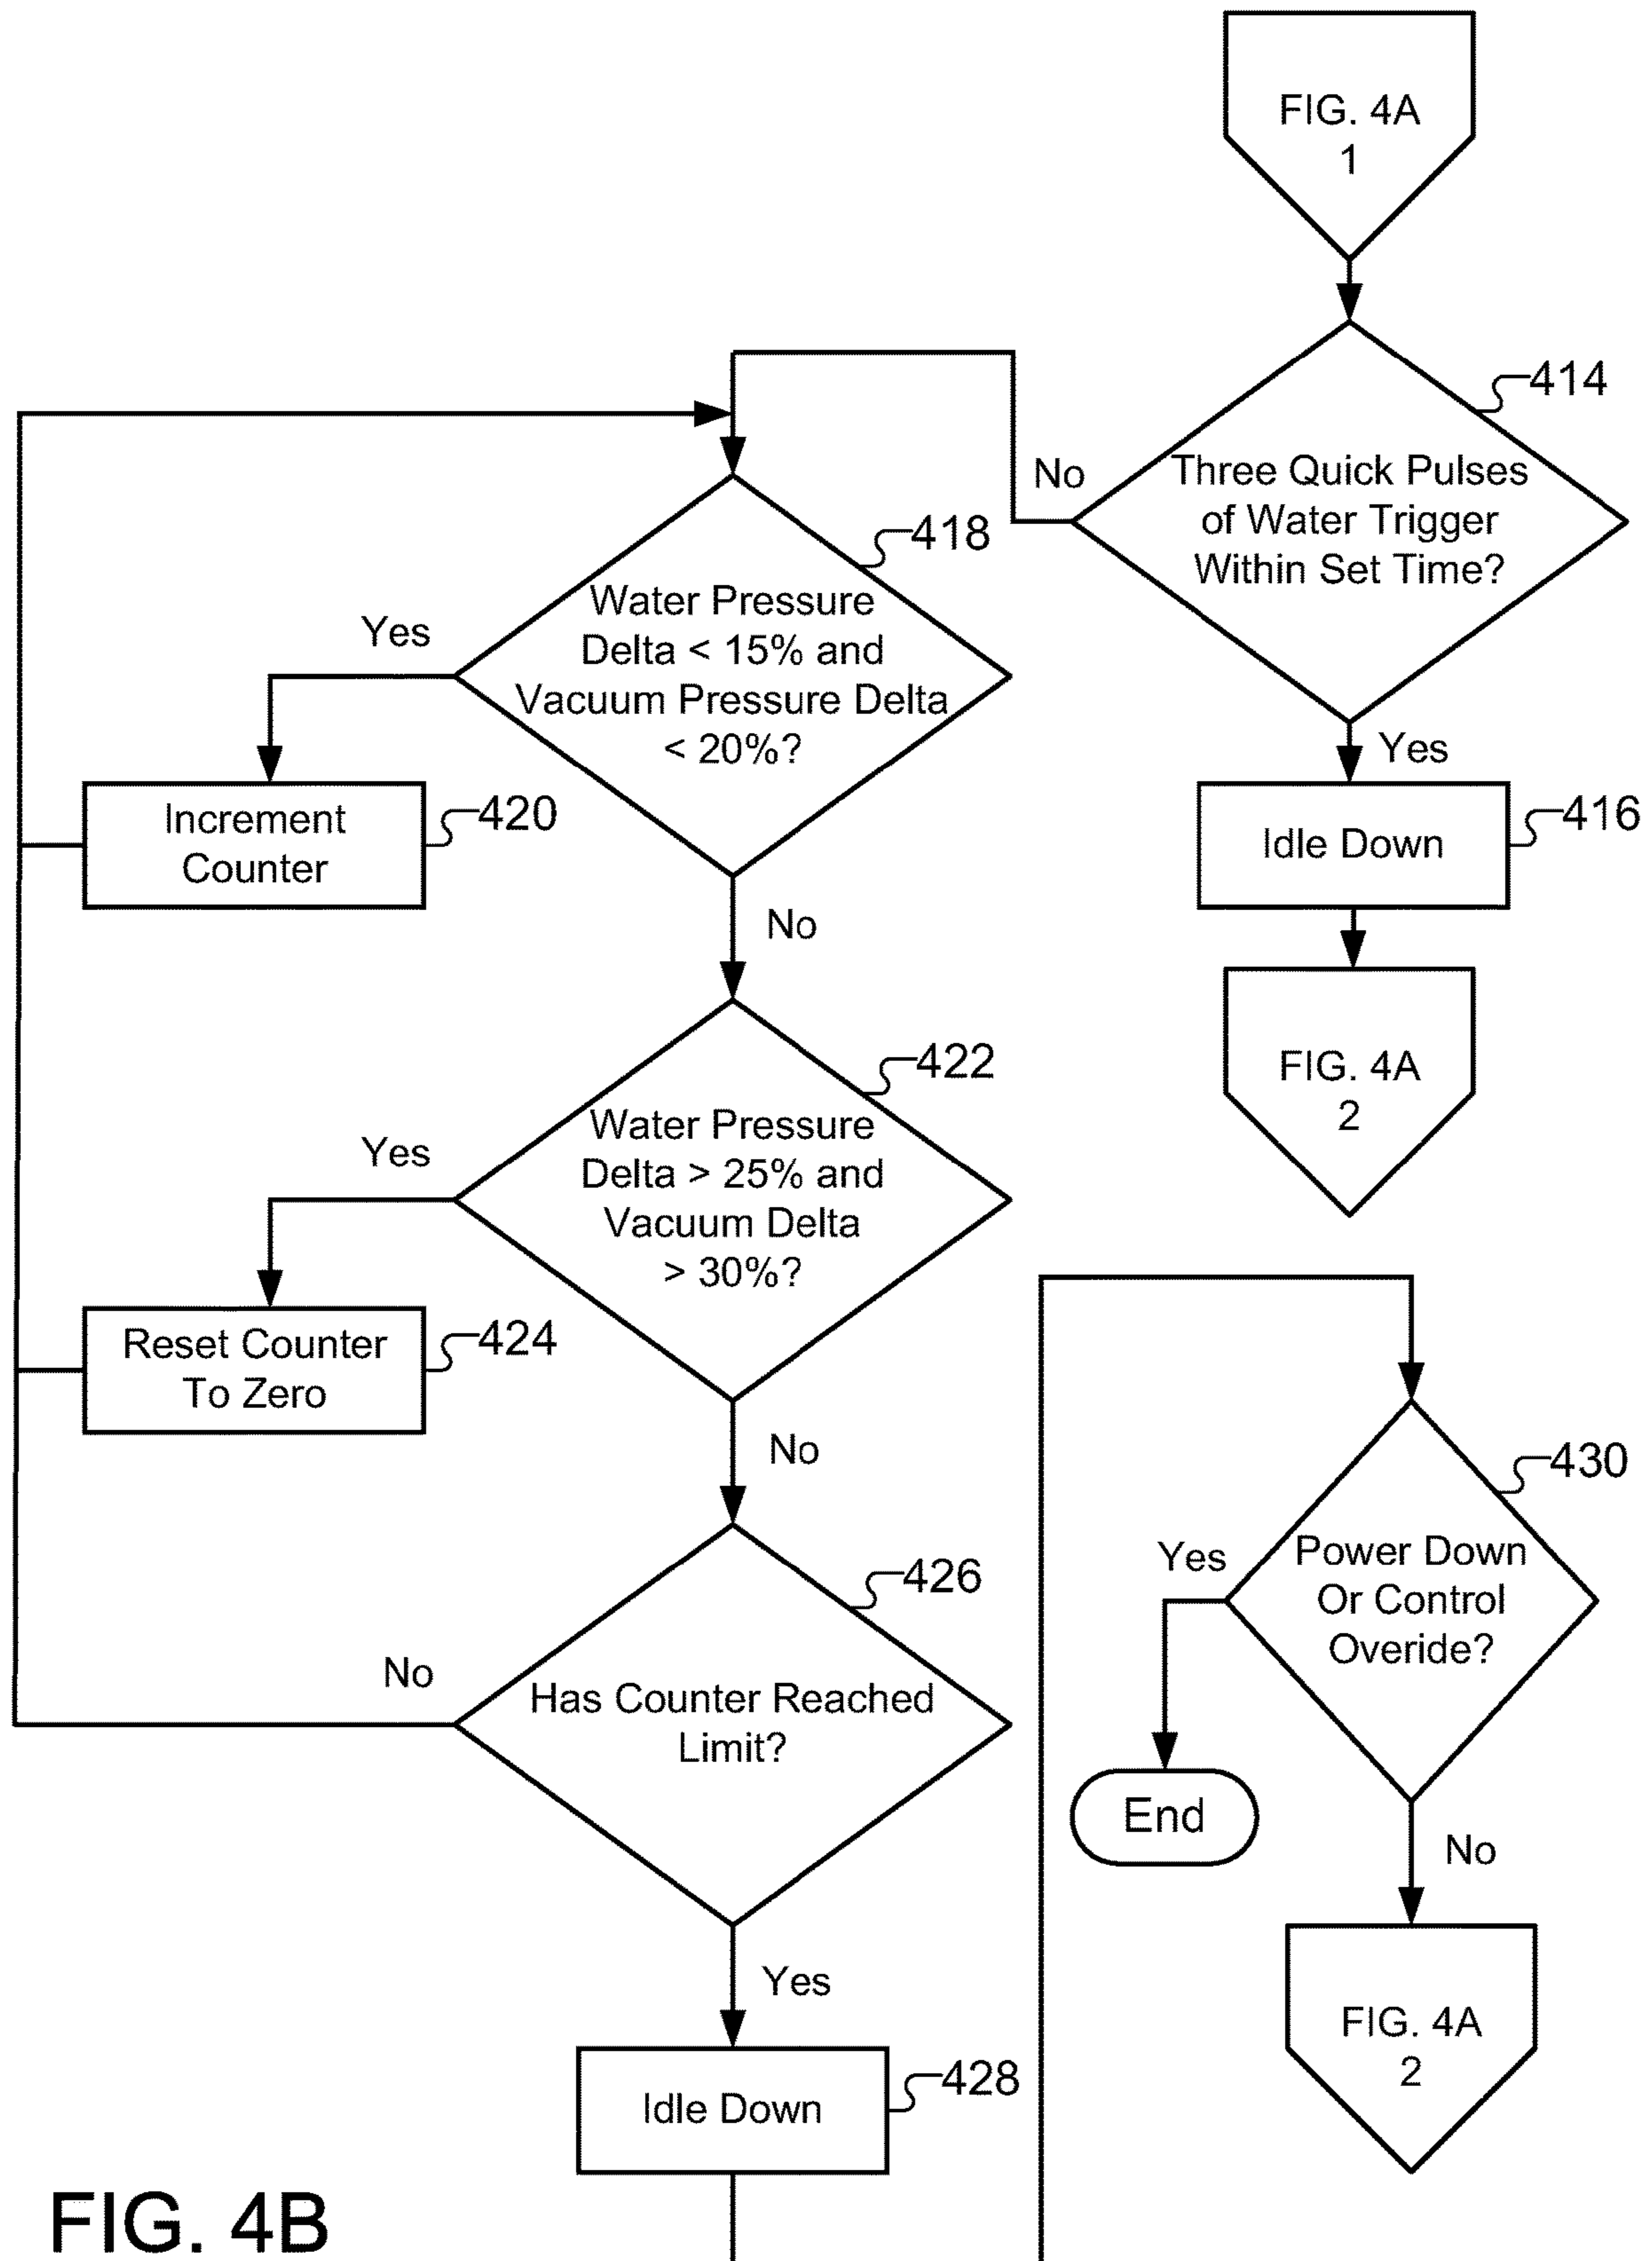 FIG. 4A
1
414
Three Quick Pulses
of Water Trigger
Within Set Time?
No
Yes
Idle Down
416
FIG. 4A
2
418
Water Pressure
Delta < 15% and
Vacuum Pressure Delta
< 20%?
Yes
Increment
Counter
420
No
422
Water Pressure
Delta > 25% and
Vacuum Delta
> 30%?
Yes
Reset Counter
To Zero
424
No
426
Has Counter Reached
Limit?
No
Yes
Idle Down
428
430
Power Down
Or Control
Overide?
Yes
End
No
FIG. 4A
2
FIG. 4B